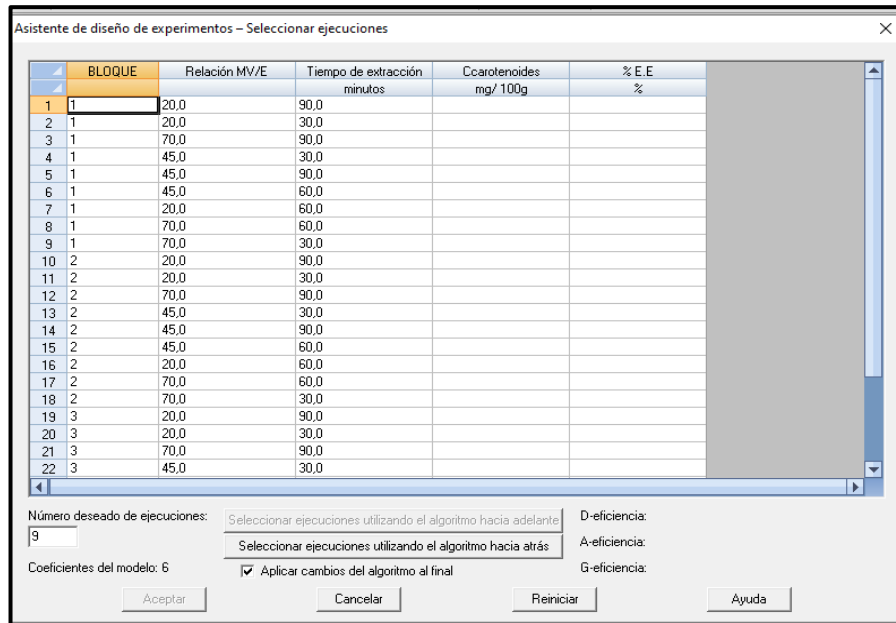 Asistente de diseño de experimentos – Seleccionar ejecuciones
BLOQUE Relación MV/E Tiempo de extracción Ccarotenoides % E.E
minutos mg/ 100g %
1 1 20,0 90,0
2 1 20,0 30,0
3 1 70,0 90,0
4 1 45,0 30,0
5 1 45,0 90,0
6 1 45,0 60,0
7 1 20,0 60,0
8 1 70,0 60,0
9 1 70,0 30,0
10 2 20,0 90,0
11 2 20,0 30,0
12 2 70,0 90,0
13 2 45,0 30,0
14 2 45,0 90,0
15 2 45,0 60,0
16 2 20,0 60,0
17 2 70,0 60,0
18 2 70,0 30,0
19 3 20,0 90,0
20 3 20,0 30,0
21 3 70,0 90,0
22 3 45,0 30,0
Número deseado de ejecuciones: Seleccionar ejecuciones utilizando el algoritmo hacia adelante D-eficiencia:
9 Seleccionar ejecuciones utilizando el algoritmo hacia atrás A-eficiencia:
Coeficientes del modelo: 6 Aplicar cambios del algoritmo al final G-eficiencia:
Aceptar Cancelar Reiniciar Ayuda